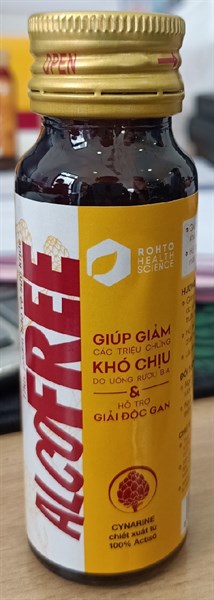 OPEN
ALCOFREE
ROHTO
HEALTH
SCIENCE
GIÚP GIẢM
CÁC TRIỆU CHỨNG
KHÓ CHỊU
DO UỐNG RƯỢU BIA
&
HỖ TRỢ
GIẢI ĐỘC GAN
CYNARINE
chiết xuất từ
100% Actisô